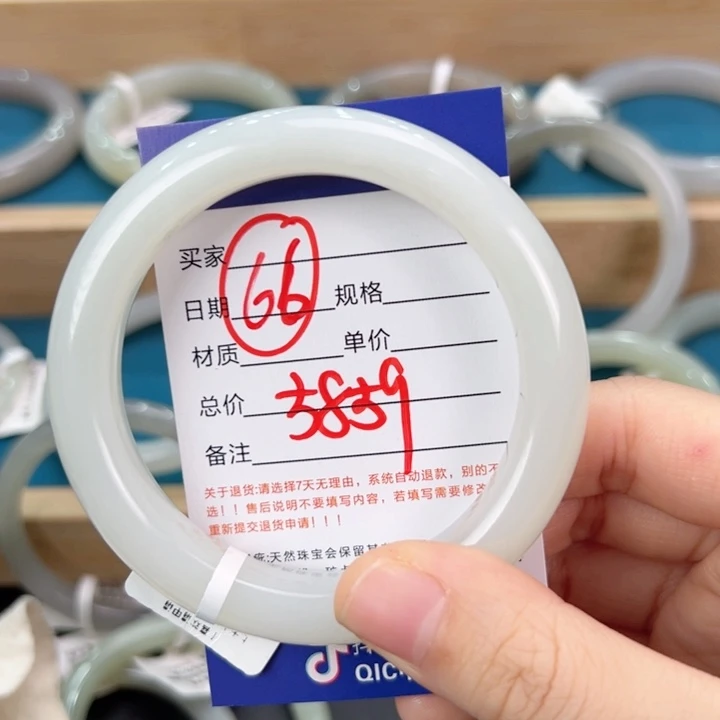 买家
66
日期 规格
材质 单价
总价 5859
备注
关于退货:请选择7天无理由，系统自动退款，别的不
选！！售后说明不要填写内容，若填写需要修改
重新提交退货申请！！！
疵:天然珠宝会保留其
QIC